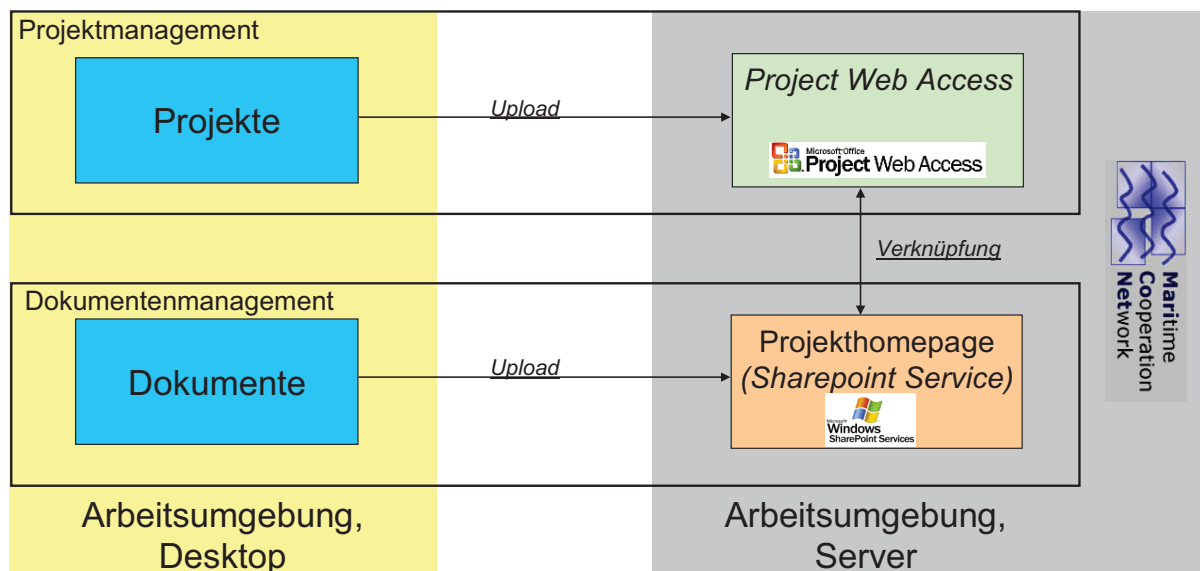 Projektmanagement
Projekte
Upload
Project Web Access
Microsoft Office
Project Web Access
Verknüpfung
Dokumentenmanagement
Dokumente
Upload
Projekthomepage
(Sharepoint Service)
Microsoft
Windows
SharePoint Services
Maritime
Cooperation
Network
Arbeitsumgebung,
Desktop
Arbeitsumgebung,
Server